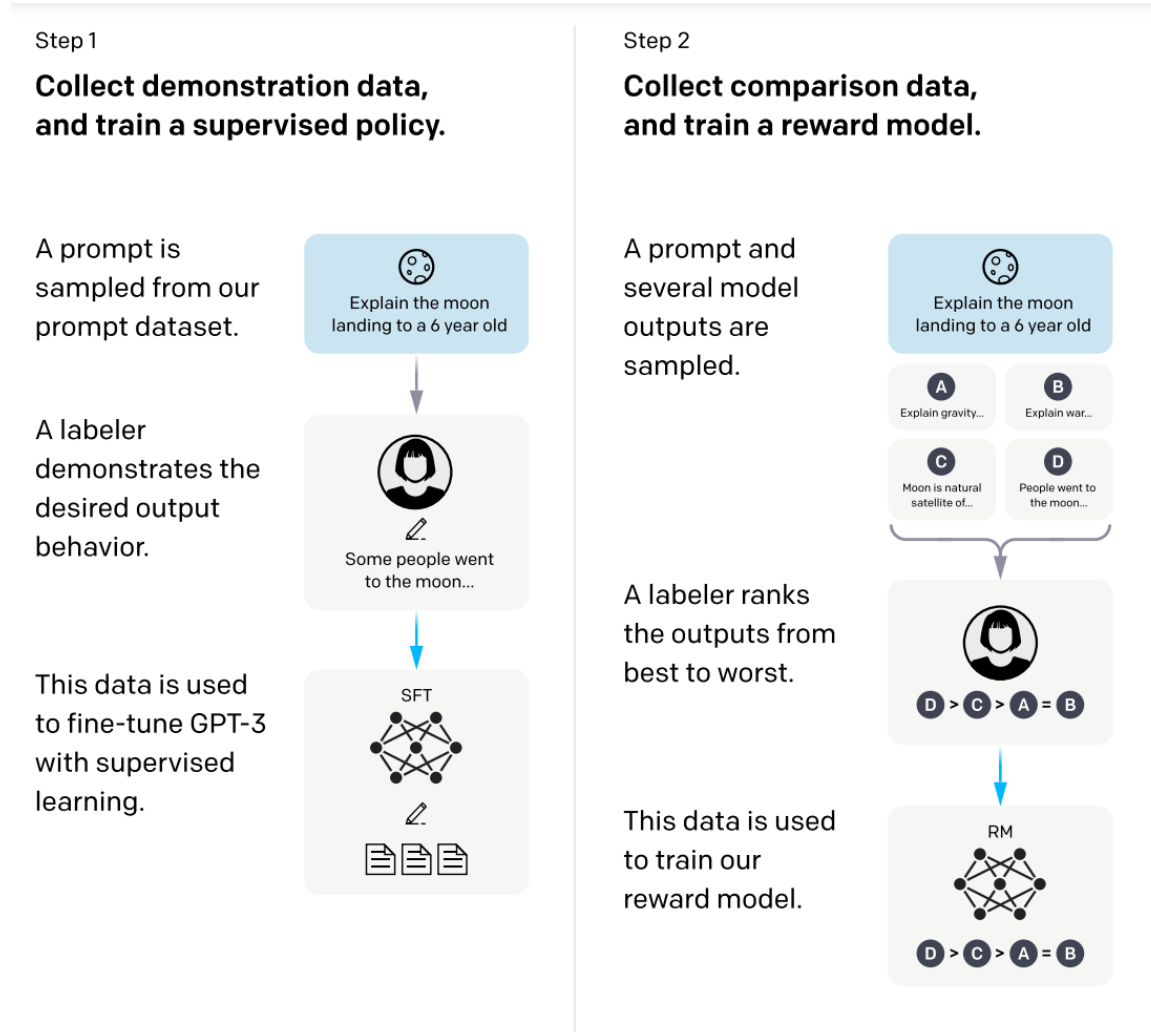 Step 1
Collect demonstration data,
and train a supervised policy.
A prompt is
sampled from our
prompt dataset.
Explain the moon
landing to a 6 year old
A labeler
demonstrates the
desired output
behavior.
Some people went
to the moon...
This data is used
to fine-tune GPT-3
with supervised
learning.
SFT
Step 2
Collect comparison data,
and train a reward model.
A prompt and
several model
outputs are
sampled.
Explain the moon
landing to a 6 year old
A
Explain gravity...
B
Explain war...
C
Moon is natural
satellite of...
D
People went to
the moon...
A labeler ranks
the outputs from
best to worst.
D > C > A = B
This data is used
to train our
reward model.
RM
D > C > A = B